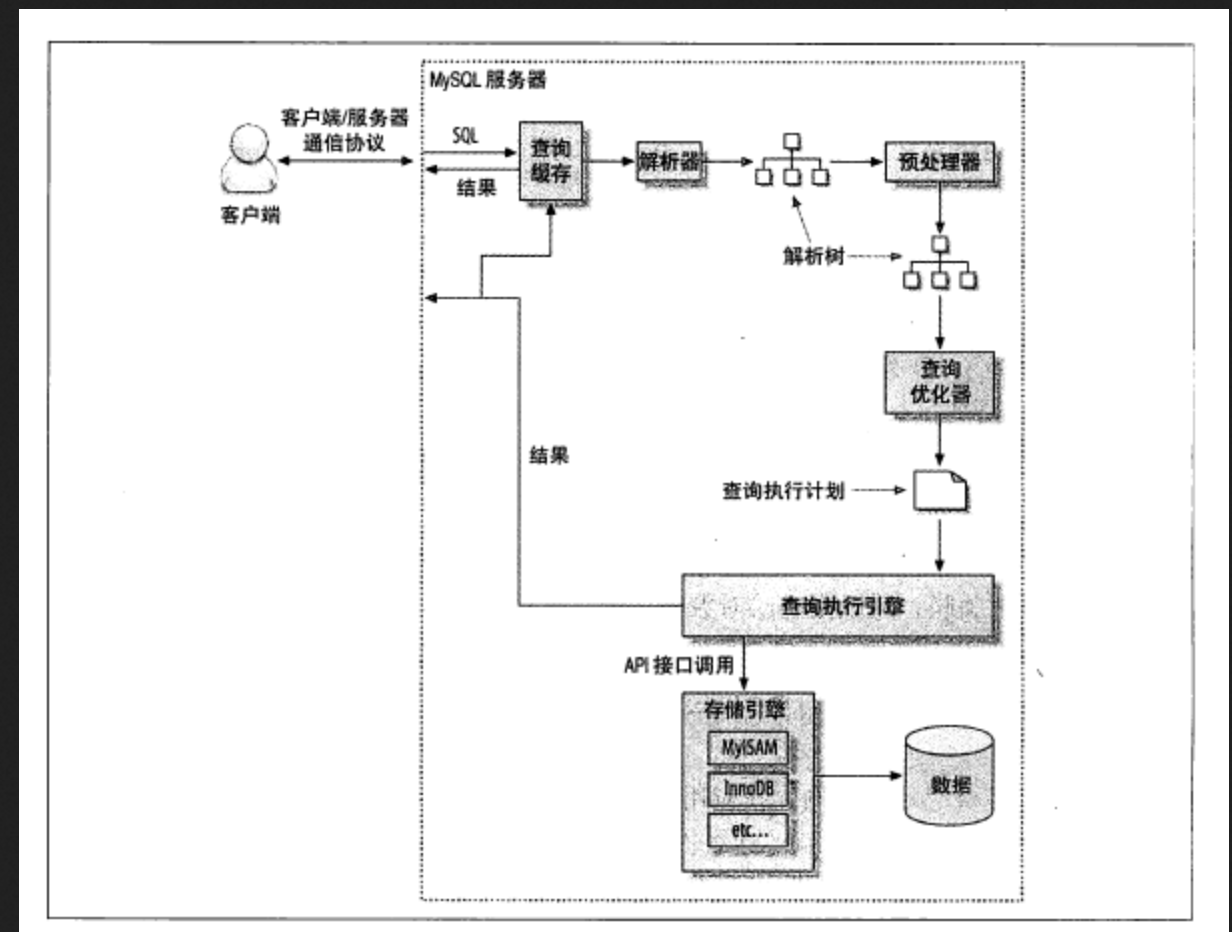 MySQL 服务器
客户端/服务器
通信协议
客户端
SQL
结果
查询
缓存
解析器
预处理器
解析树
查询
优化器
结果
查询执行计划
查询执行引擎
API 接口调用
存储引擎
MyISAM
InnoDB
etc...
数据